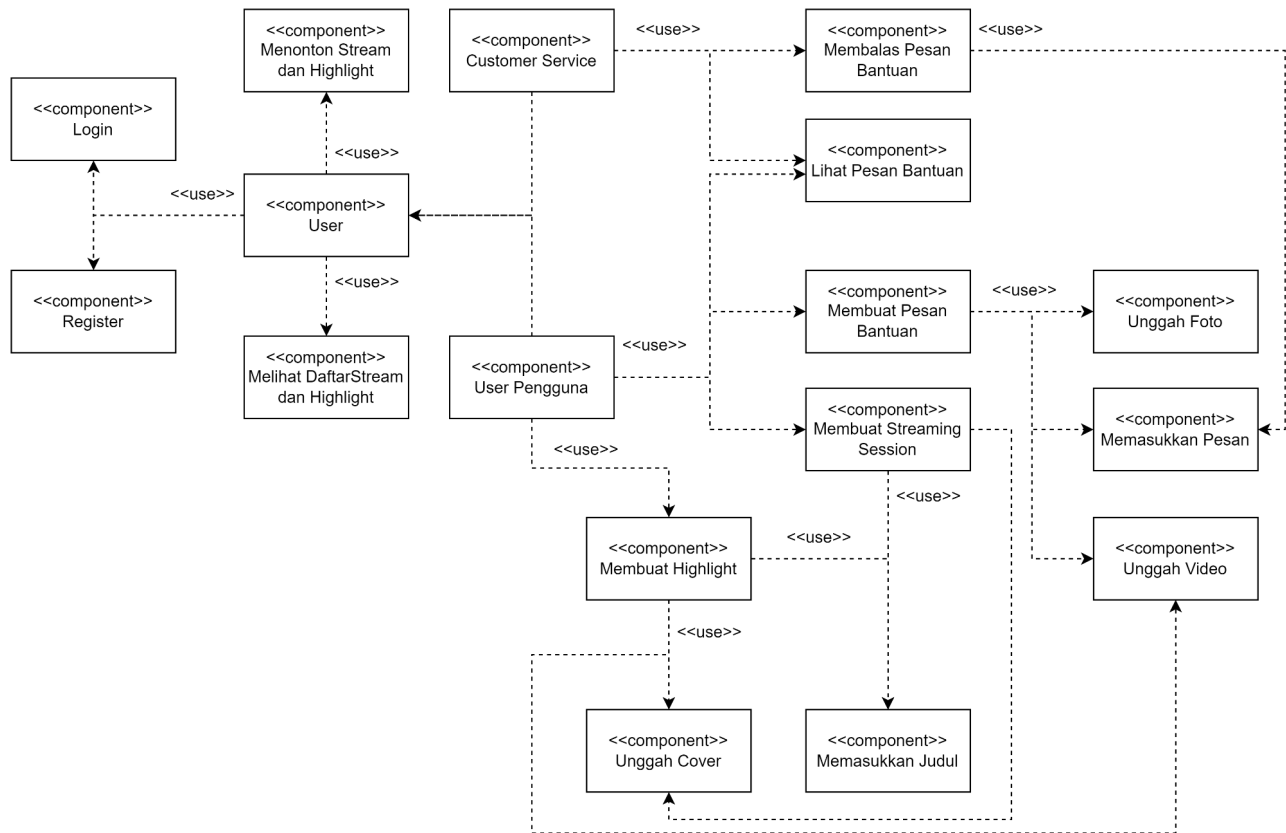 <<component>>
Menonton Stream
dan Highlight
<<component>>
Customer Service
<<use>>
<<component>>
Membalas Pesan
Bantuan
<<use>>
<<component>>
Login
<<use>>
<<component>>
Lihat Pesan Bantuan
<<use>>
<<component>>
User
<<use>>
<<component>>
Register
<<component>>
Membuat Pesan
Bantuan
<<use>>
<<component>>
Unggah Foto
<<component>>
Melihat DaftarStream
dan Highlight
<<component>>
User Pengguna
<<use>>
<<component>>
Membuat Streaming
Session
<<component>>
Memasukkan Pesan
<<use>>
<<use>>
<<component>>
Membuat Highlight
<<use>>
<<component>>
Unggah Video
<<use>>
<<component>>
Unggah Cover
<<component>>
Memasukkan Judul